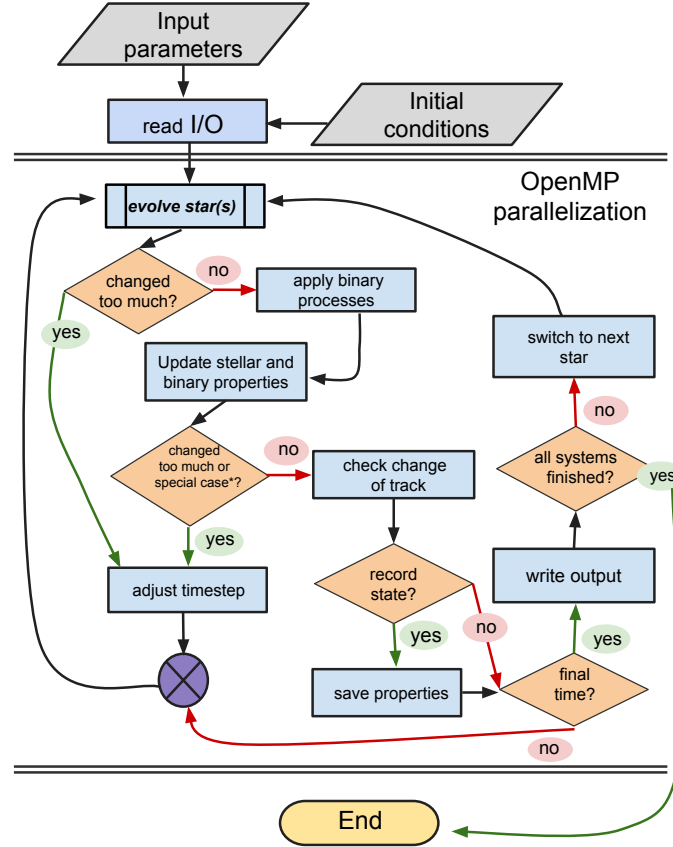 Input
parameters
read I/O
Initial
conditions
OpenMP
parallelization
evolve star(s)
changed
too much?
no
yes
apply binary
processes
Update stellar and
binary properties
changed
too much or
special case*?
no
yes
check change
of track
adjust timestep
record
state?
yes
no
save properties
final
time?
yes
no
write output
all systems
finished?
no
yes
switch to next
star
End